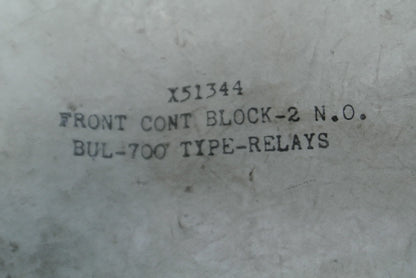 X51344
FRONT CONT BLOCK-2 N.O.
BUL-700 TYPE-RELAYS